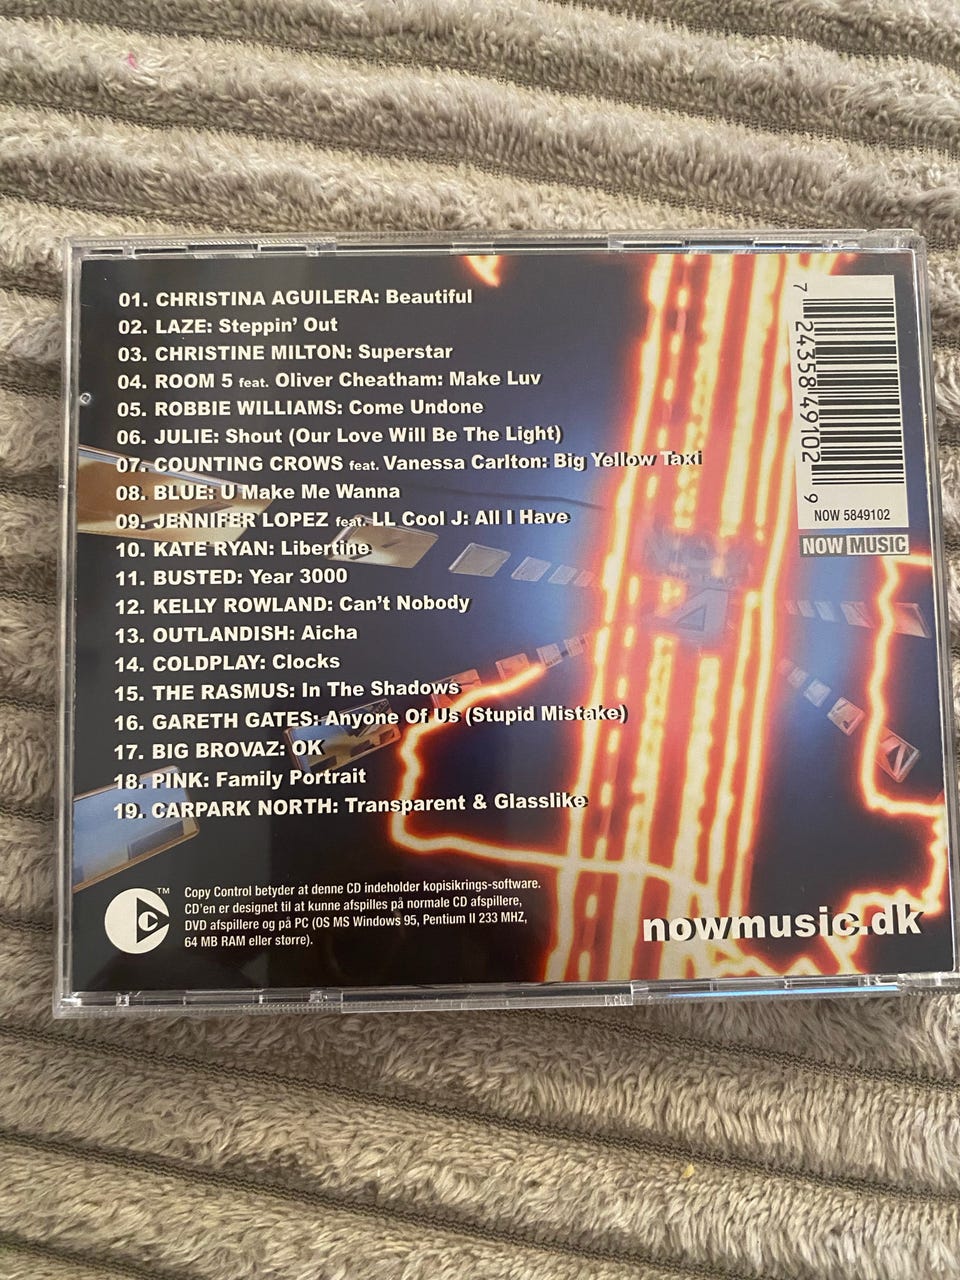 01. CHRISTINA AGUILERA: Beautiful
02. LAZE: Steppin' Out
03. CHRISTINE MILTON: Superstar
04. ROOM 5 feat. Oliver Cheatham: Make Luv
05. ROBBIE WILLIAMS: Come Undone
06. JULIE: Shout (Our Love Will Be The Light)
07. COUNTING CROWS feat. Vanessa Carlton: Big Yellow Taxi
08. BLUE: U Make Me Wanna
09. JENNIFER LOPEZ feat. LL Cool J: All I Have
10. KATE RYAN: Libertine
11. BUSTED: Year 3000
12. KELLY ROWLAND: Can't Nobody
13. OUTLANDISH: Aicha
14. COLDPLAY: Clocks
15. THE RASMUS: In The Shadows
16. GARETH GATES: Anyone Of Us (Stupid Mistake)
17. BIG BROVAZ: OK
18. PINK: Family Portrait
19. CARPARK NORTH: Transparent & Glasslike
7 24358 49102 9
NOW 5849102
NOW MUSIC
C
TM
Copy Control betyder at denne CD indeholder kopisikrings-software.
CD'en er designet til at kunne afspilles på normale CD afspillere,
DVD afspillere og på PC (OS MS Windows 95, Pentium II 233 MHZ,
64 MB RAM eller større).
nowmusic.dk